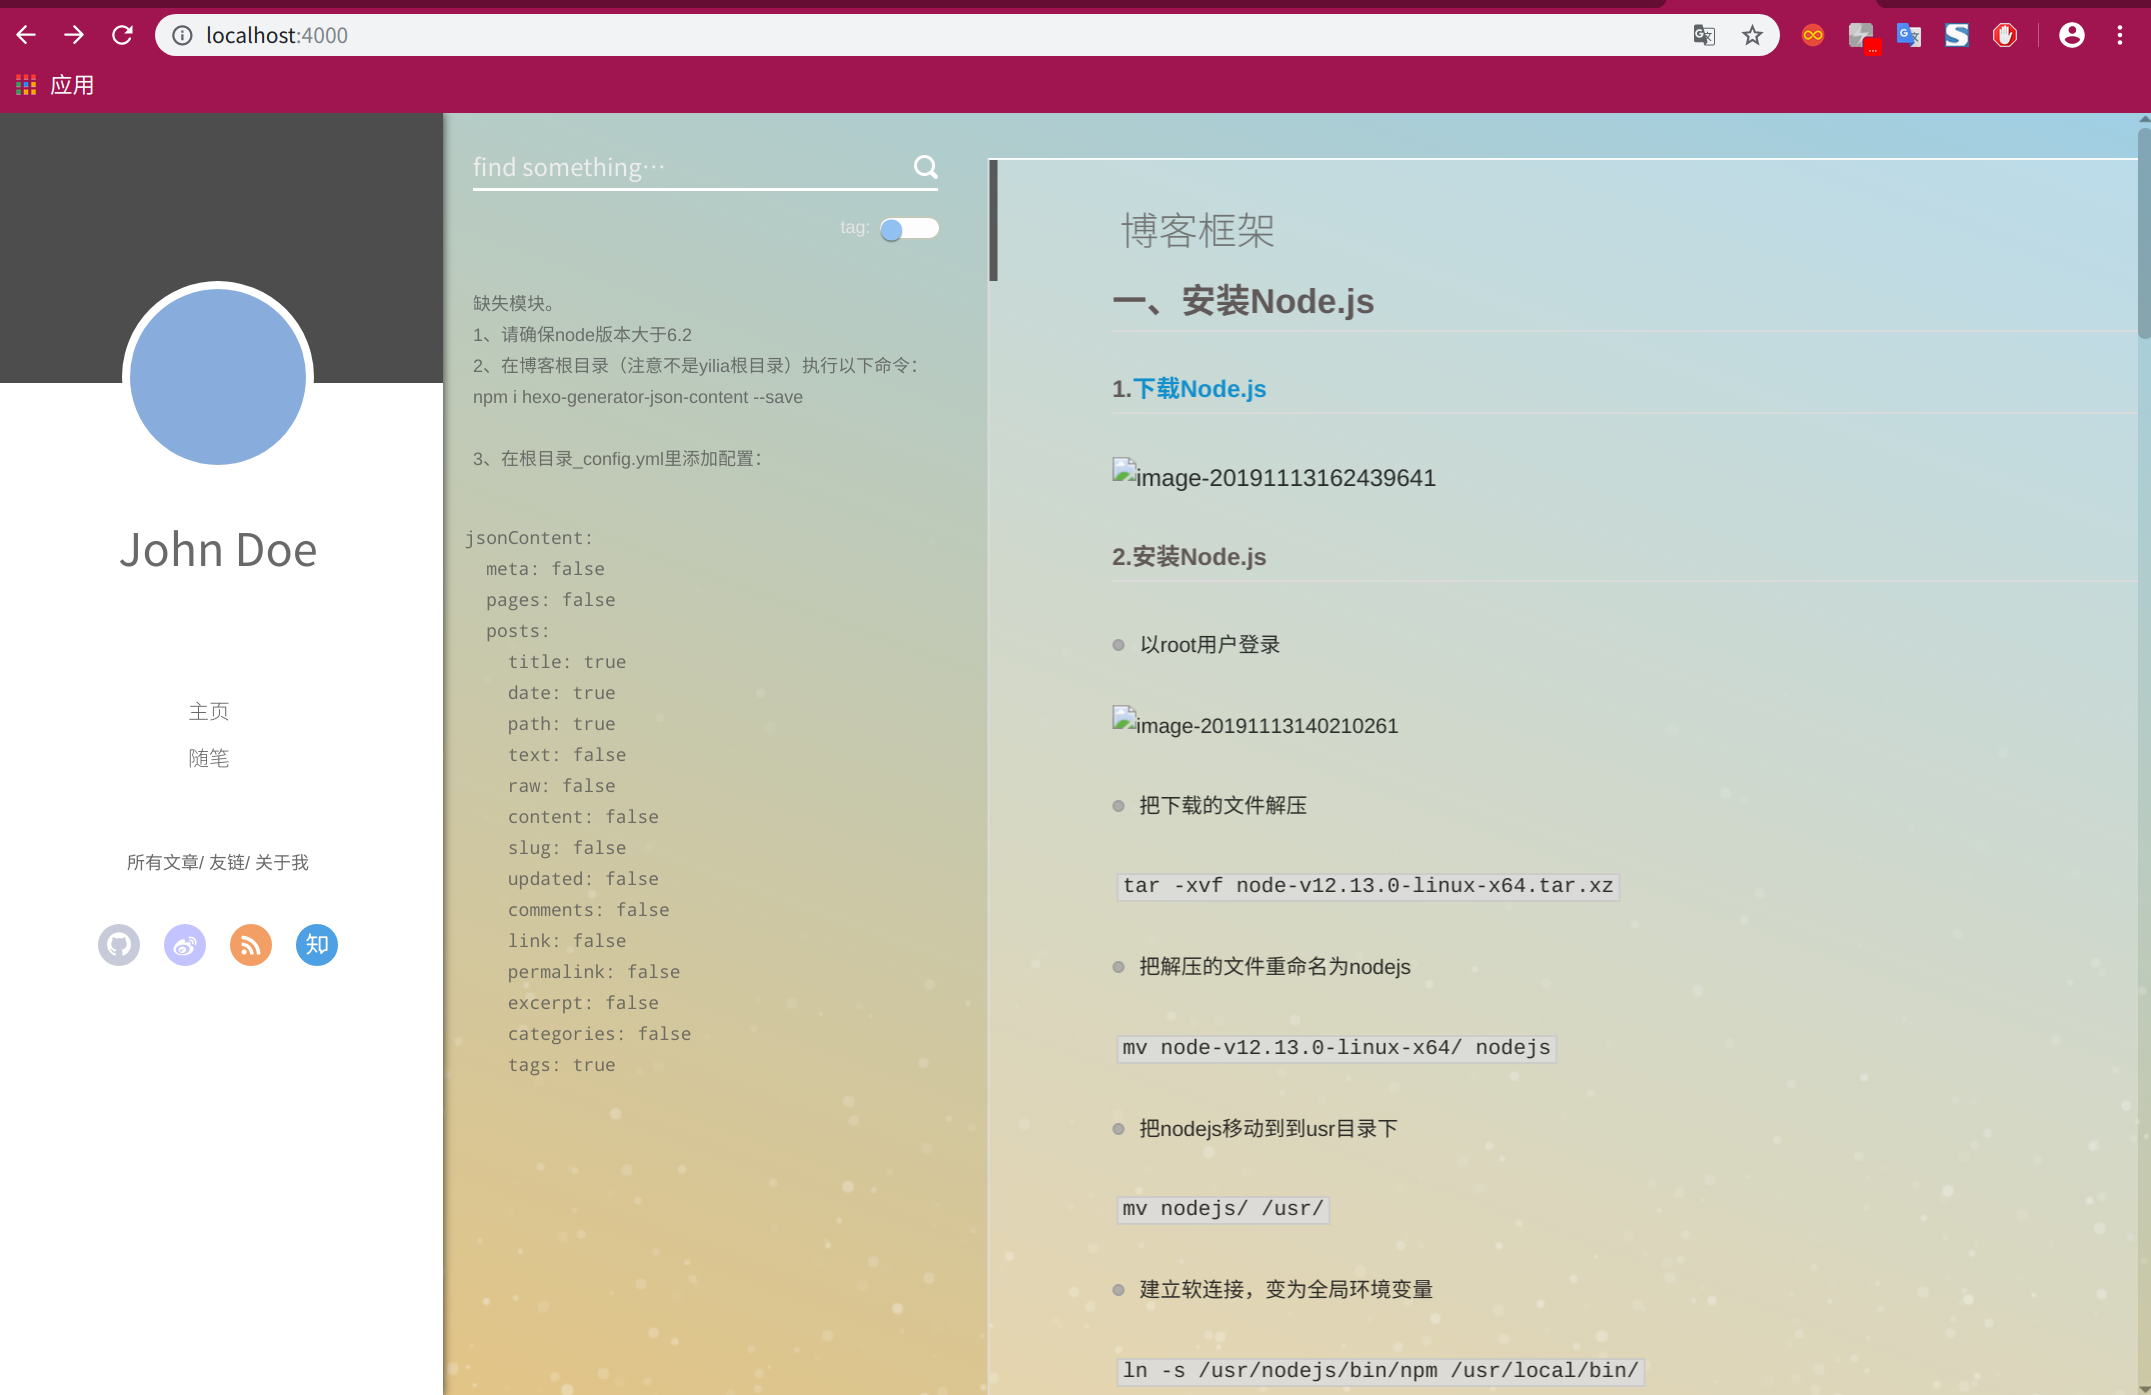 localhost:4000
应用
John Doe
主页
随笔
所有文章/ 友链/ 关于我
知
find something…
tag:
缺失模块。
1、请确保node版本大于6.2
2、在博客根目录（注意不是yilia根目录）执行以下命令：
npm i hexo-generator-json-content --save
3、在根目录_config.yml里添加配置：
jsonContent:
meta: false
pages: false
posts:
title: true
date: true
path: true
text: false
raw: false
content: false
slug: false
updated: false
comments: false
link: false
permalink: false
excerpt: false
categories: false
tags: true
博客框架
一、安装Node.js
1.下载Node.js
image-20191113162439641
2.安装Node.js
以root用户登录
image-20191113140210261
把下载的文件解压
tar -xvf node-v12.13.0-linux-x64.tar.xz
把解压的文件重命名为nodejs
mv node-v12.13.0-linux-x64/ nodejs
把nodejs移动到到usr目录下
mv nodejs/ /usr/
建立软连接，变为全局环境变量
ln -s /usr/nodejs/bin/npm /usr/local/bin/